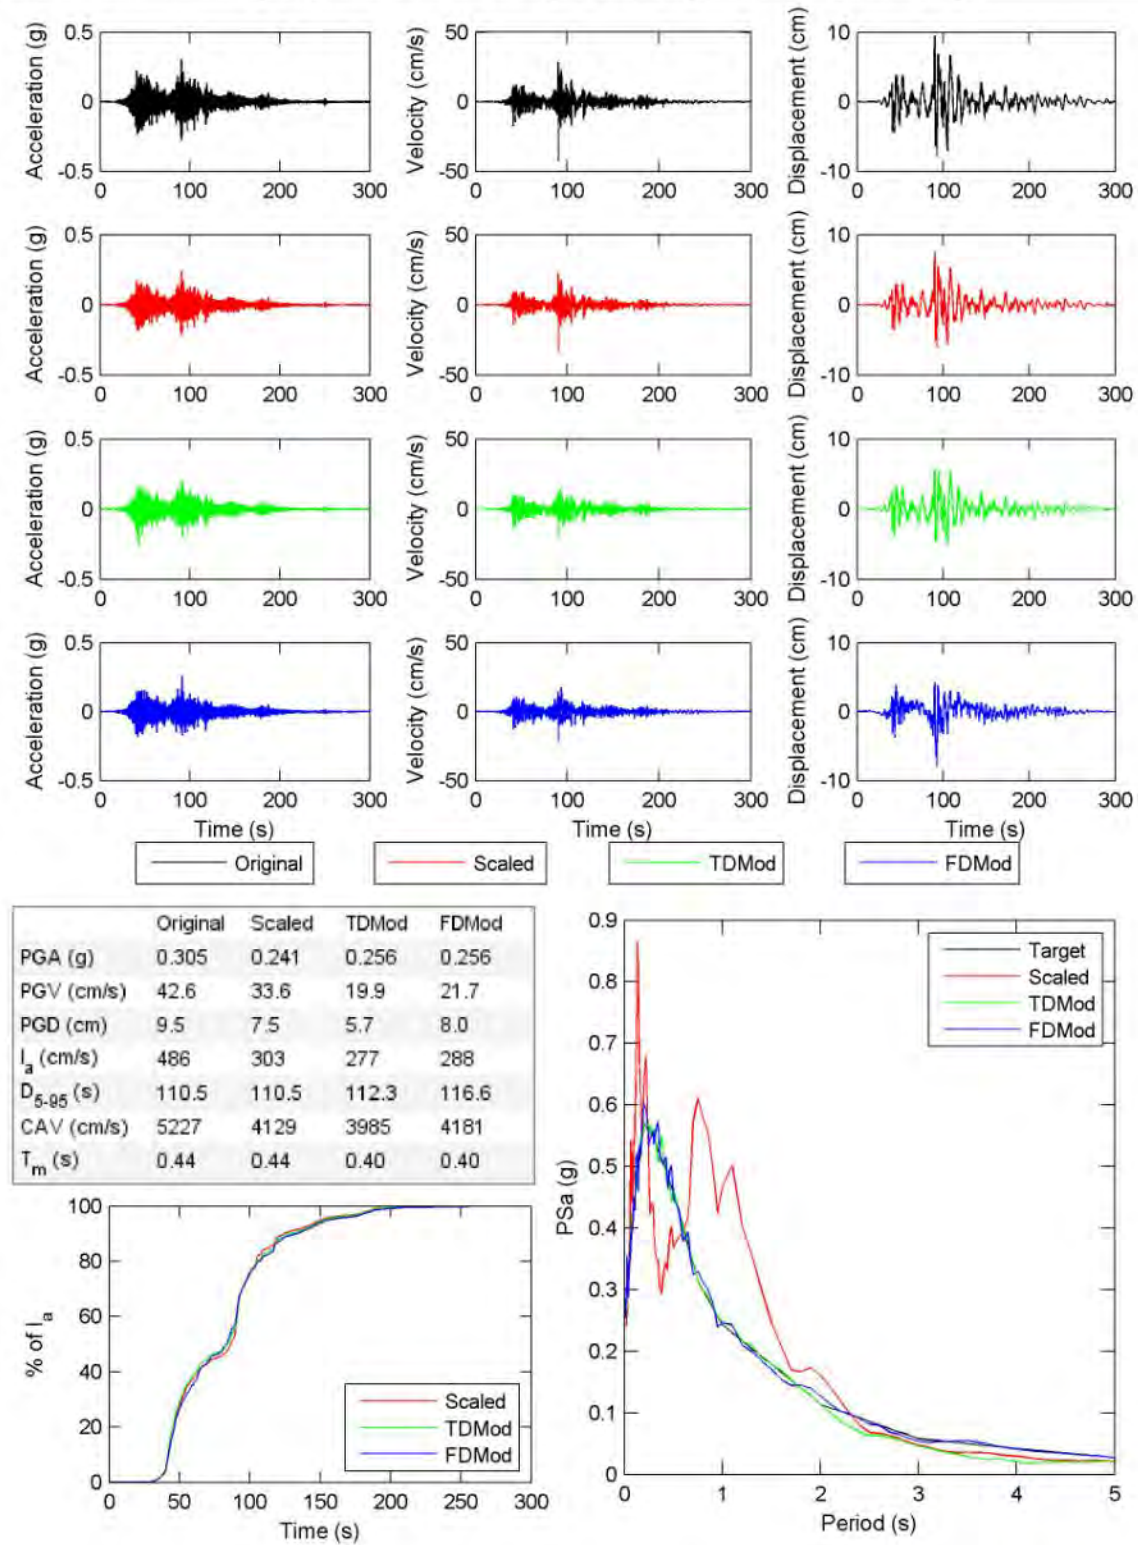 Acceleration (g)
0.5
0
-0.5
0 100 200 300
Velocity (cm/s)
50
0
-50
0 100 200 300
Displacement (cm)
10
0
-10
0 100 200 300
Acceleration (g)
0.5
0
-0.5
0 100 200 300
Velocity (cm/s)
50
0
-50
0 100 200 300
Displacement (cm)
10
0
-10
0 100 200 300
Acceleration (g)
0.5
0
-0.5
0 100 200 300
Velocity (cm/s)
50
0
-50
0 100 200 300
Displacement (cm)
10
0
-10
0 100 200 300
Acceleration (g)
0.5
0
-0.5
0 100 200 300
Time (s)
Velocity (cm/s)
50
0
-50
0 100 200 300
Time (s)
Displacement (cm)
10
0
-10
0 100 200 300
Time (s)
Original Scaled TDMod FDMod
Original Scaled TDMod FDMod
PGA (g) 0.305 0.241 0.256 0.256
PGV (cm/s) 42.6 33.6 19.9 21.7
PGD (cm) 9.5 7.5 5.7 8.0
Ia (cm/s) 486 303 277 288
D5-95 (s) 110.5 110.5 112.3 116.6
CAV (cm/s) 5227 4129 3985 4181
Tm (s) 0.44 0.44 0.40 0.40
% of Ia
100
80
60
40
20
0
0 50 100 150 200 250 300
Time (s)
Scaled
TDMod
FDMod
PSa (g)
0.9
0.8
0.7
0.6
0.5
0.4
0.3
0.2
0.1
0
0 1 2 3 4 5
Period (s)
Target
Scaled
TDMod
FDMod